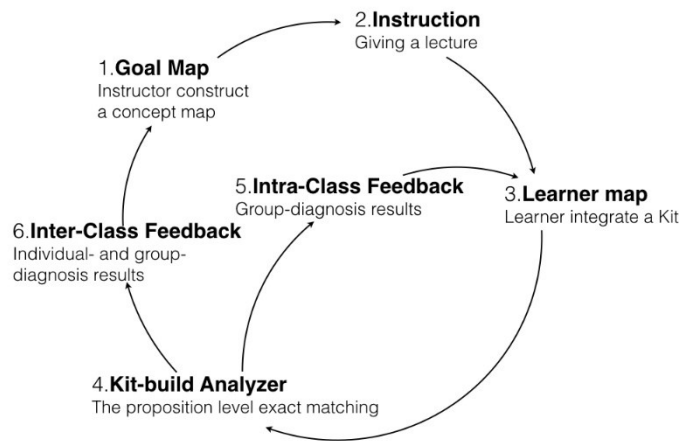 1.Goal Map
Instructor construct
a concept map
2.Instruction
Giving a lecture
3.Learner map
Learner integrate a Kit
4.Kit-build Analyzer
The proposition level exact matching
5.Intra-Class Feedback
Group-diagnosis results
6.Inter-Class Feedback
Individual- and group-
diagnosis results